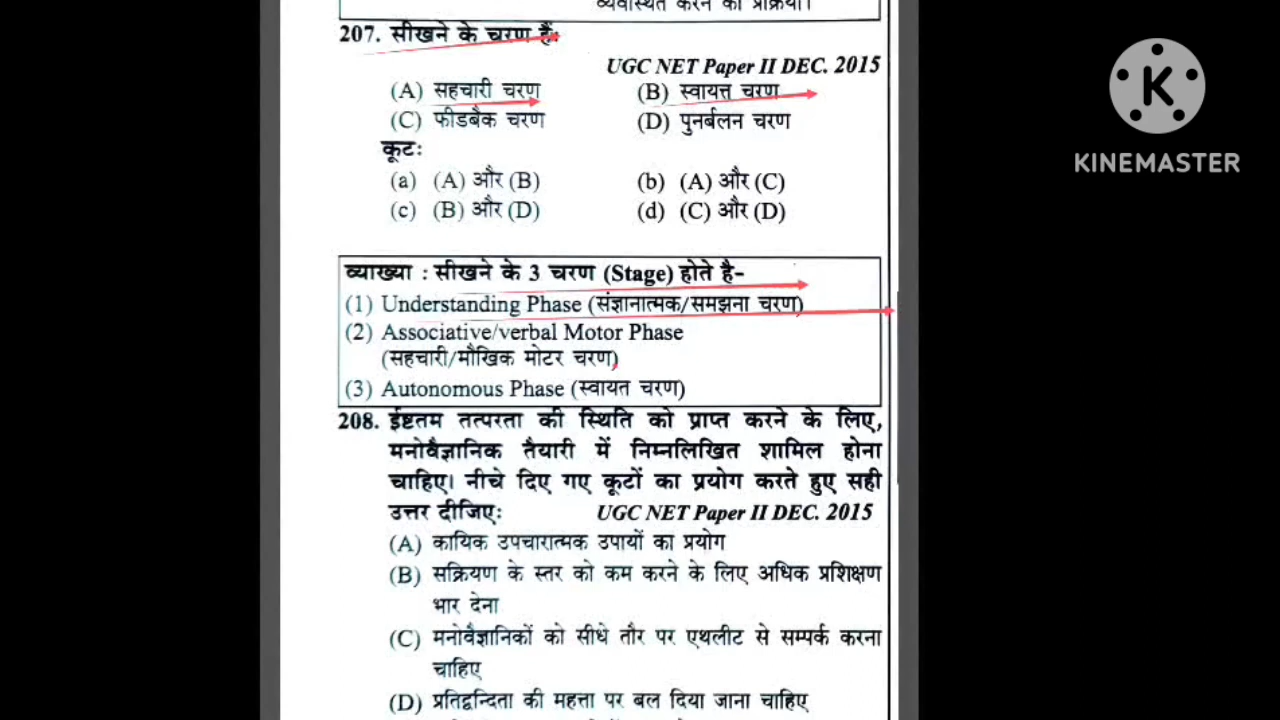 व्यवस्थित करने की प्रक्रिया।
207. सीखने के चरण हैं:
UGC NET Paper II DEC. 2015
(A) सहचारी चरण (B) स्वायत्त चरण
(C) फीडबैक चरण (D) पुनर्बलन चरण
कूटः
(a) (A) और (B) (b) (A) और (C)
(c) (B) और (D) (d) (C) और (D)
व्याख्या : सीखने के 3 चरण (Stage) होते है-
(1) Understanding Phase (संज्ञानात्मक/समझना चरण)
(2) Associative/verbal Motor Phase
(सहचारी/मौखिक मोटर चरण)
(3) Autonomous Phase (स्वायत चरण)
208. ईष्टतम तत्परता की स्थिति को प्राप्त करने के लिए,
मनोवैज्ञानिक तैयारी में निम्नलिखित शामिल होना
चाहिए। नीचे दिए गए कूटों का प्रयोग करते हुए सही
उत्तर दीजिएः UGC NET Paper II DEC. 2015
(A) कायिक उपचारात्मक उपायों का प्रयोग
(B) सक्रियण के स्तर को कम करने के लिए अधिक प्रशिक्षण
भार देना
(C) मनोवैज्ञानिकों को सीधे तौर पर एथलीट से सम्पर्क करना
चाहिए
(D) प्रतिद्वन्दिता की महत्ता पर बल दिया जाना चाहिए
K
KINEMASTER